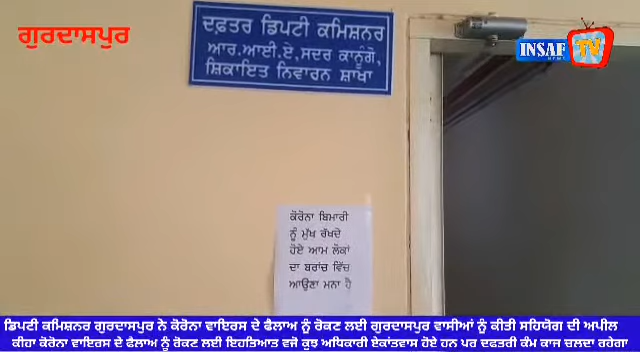 ਗੁਰਦਾਸਪੁਰ
INSAF TV
NEWS
ਦਫ਼ਤਰ ਡਿਪਟੀ ਕਮਿਸ਼ਨਰ
ਆਰ.ਆਈ.ਏ,ਸਦਰ ਕਾਨੂੰਗੋ,
ਸ਼ਿਕਾਇਤ ਨਿਵਾਰਨ ਸ਼ਾਖਾ
ਕੋਰੋਨਾ ਬਿਮਾਰੀ
ਨੂੰ ਮੁੱਖ ਰੱਖਦੇ
ਹੋਏ ਆਮ ਲੋਕਾਂ
ਦਾ ਬਰਾਂਚ ਵਿੱਚ
ਆਉਣਾ ਮਨਾ ਹੈ
ਡਿਪਟੀ ਕਮਿਸ਼ਨਰ ਗੁਰਦਾਸਪੁਰ ਨੇ ਕੋਰੋਨਾ ਵਾਇਰਸ ਦੇ ਫੈਲਾਅ ਨੂੰ ਰੋਕਣ ਲਈ ਗੁਰਦਾਸਪੁਰ ਵਾਸੀਆਂ ਨੂੰ ਕੀਤੀ ਸਹਿਯੋਗ ਦੀ ਅਪੀਲ
ਕੀਹਾ ਕੋਰੋਨਾ ਵਾਇਰਸ ਦੇ ਫੈਲਾਅ ਨੂੰ ਰੋਕਣ ਲਈ ਇਹਤਿਆਤ ਵਜੋ ਕੁਝ ਅਧਿਕਾਰੀ ਏਕਾਂਤਵਾਸ ਹੋਏ ਹਨ ਪਰ ਦਫਤਰੀ ਕੰਮ ਕਾਜ ਚਲਦਾ ਰਹੇਗਾ